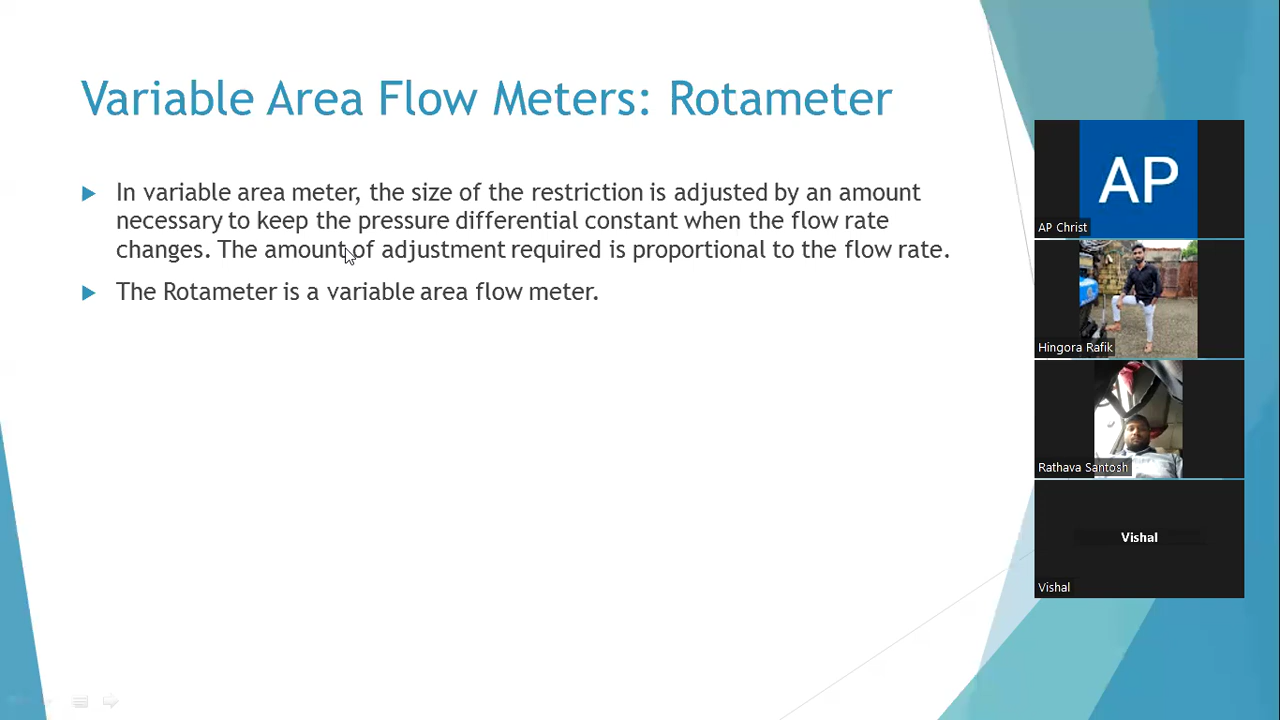 Variable Area Flow Meters: Rotameter
In variable area meter, the size of the restriction is adjusted by an amount
necessary to keep the pressure differential constant when the flow rate
changes. The amount of adjustment required is proportional to the flow rate.
The Rotameter is a variable area flow meter.
AP
AP Christ
Hingora Rafik
Rathava Santosh
Vishal
Vishal